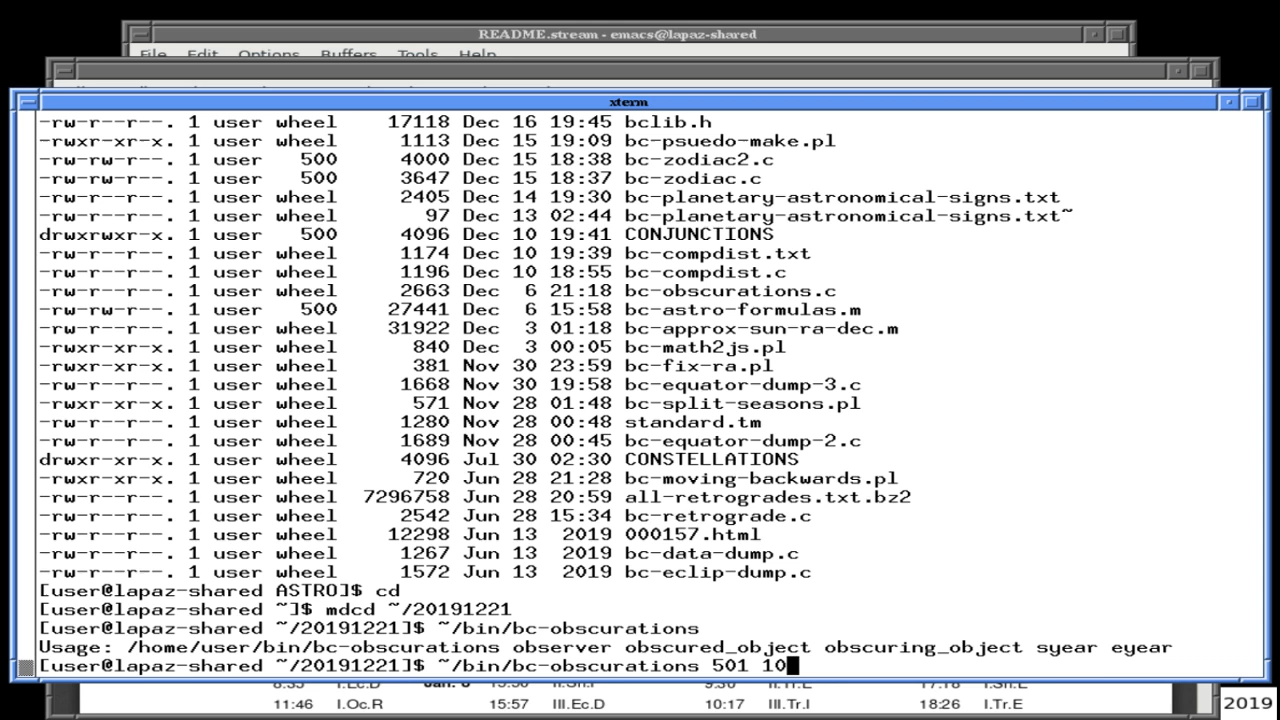 README.stream - emacs@lapaz-shared
File Edit Options Buffers Tools Help
xterm
-rw-r--r--. 1 user wheel 17118 Dec 16 19:45 bclib.h
-rwxr-xr-x. 1 user wheel 1113 Dec 15 19:09 bc-psuedo-make.pl
-rw-rw-r--. 1 user 500 4000 Dec 15 18:38 bc-zodiac2.c
-rw-rw-r--. 1 user 500 3647 Dec 15 18:37 bc-zodiac.c
-rw-r--r--. 1 user wheel 2405 Dec 14 19:30 bc-planetary-astronomical-signs.txt
-rw-r--r--. 1 user wheel 97 Dec 13 02:44 bc-planetary-astronomical-signs.txt~
drwxrwxr-x. 1 user 500 4096 Dec 10 19:41 CONJUNCTIONS
-rw-r--r--. 1 user wheel 1174 Dec 10 19:39 bc-compdist.txt
-rw-r--r--. 1 user wheel 1196 Dec 10 18:55 bc-compdist.c
-rw-r--r--. 1 user wheel 2663 Dec 6 21:18 bc-obscurations.c
-rw-rw-r--. 1 user 500 27441 Dec 6 15:58 bc-astro-formulas.m
-rw-r--r--. 1 user wheel 31922 Dec 3 01:18 bc-approx-sun-ra-dec.m
-rwxr-xr-x. 1 user wheel 840 Dec 3 00:05 bc-math2js.pl
-rwxr-xr-x. 1 user wheel 381 Nov 30 23:59 bc-fix-ra.pl
-rw-r--r--. 1 user wheel 1668 Nov 30 19:58 bc-equator-dump-3.c
-rwxr-xr-x. 1 user wheel 571 Nov 28 01:48 bc-split-seasons.pl
-rw-r--r--. 1 user wheel 1280 Nov 28 00:48 standard.tm
-rw-r--r--. 1 user wheel 1689 Nov 28 00:45 bc-equator-dump-2.c
drwxr-xr-x. 1 user wheel 4096 Jul 30 02:30 CONSTELLATIONS
-rwxr-xr-x. 1 user wheel 720 Jun 28 21:28 bc-moving-backwards.pl
-rw-r--r--. 1 user wheel 7296758 Jun 28 20:59 all-retrogrades.txt.bz2
-rw-r--r--. 1 user wheel 2542 Jun 28 15:34 bc-retrograde.c
-rw-r--r--. 1 user wheel 12298 Jun 13 2019 000157.html
-rw-r--r--. 1 user wheel 1267 Jun 13 2019 bc-data-dump.c
-rw-r--r--. 1 user wheel 1572 Jun 13 2019 bc-eclip-dump.c
[user@lapaz-shared ASTRO]$ cd
[user@lapaz-shared ~]$ mdcd ~/20191221
[user@lapaz-shared ~/20191221]$ ~/bin/bc-obscurations
Usage: /home/user/bin/bc-obscurations observer obscured_object obscuring_object syear eyear
[user@lapaz-shared ~/20191221]$ ~/bin/bc-obscurations 501 10
11:46 I.Oc.R 15:57 III.Ec.D 10:17 III.Tr.I 18:26 I.Tr.E
2019